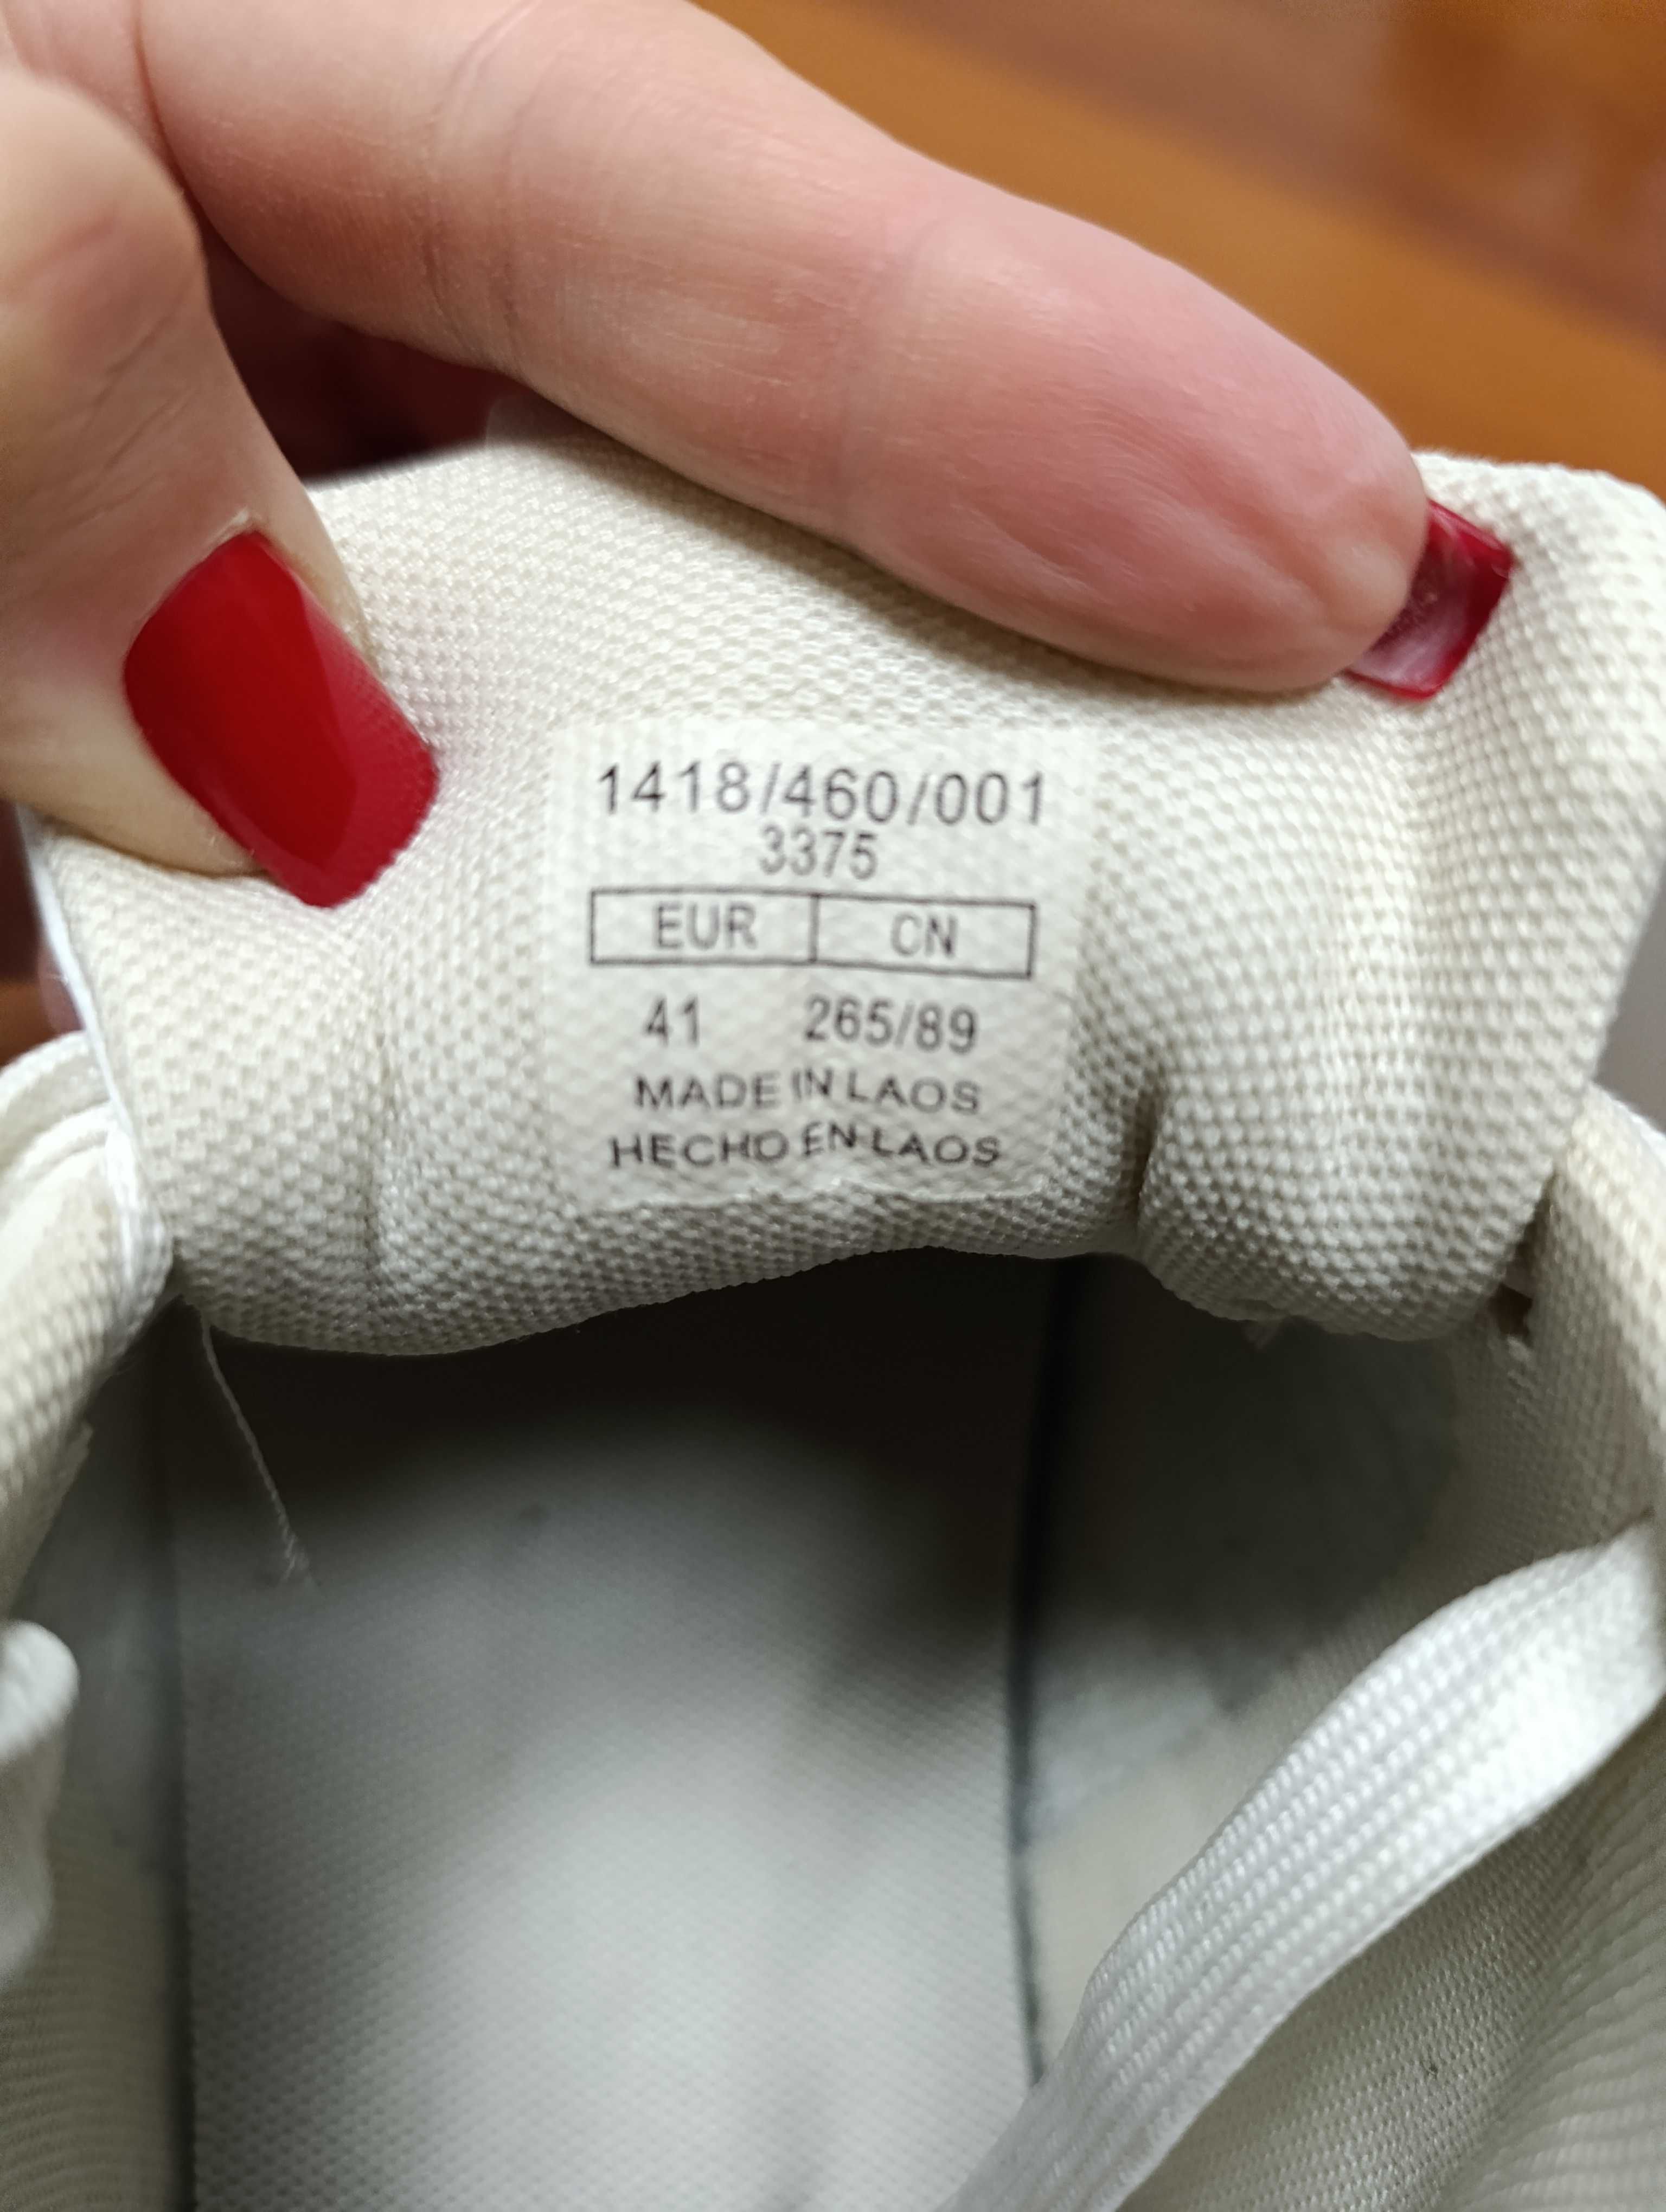 1418/460/001
3375
EUR CN
41 265/89
MADE IN LAOS
HECHO EN LAOS